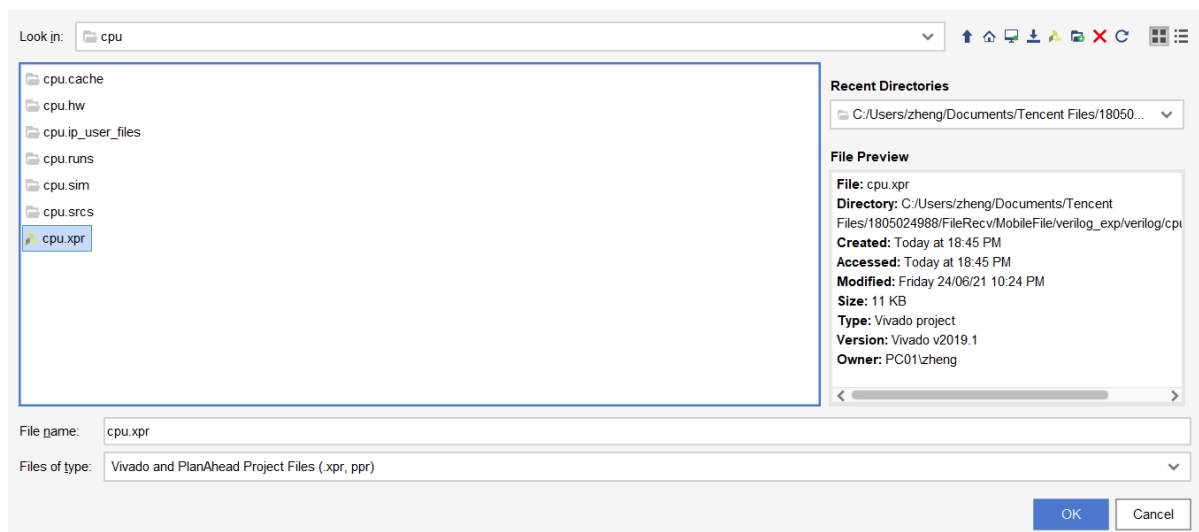 Look in: cpu
cpu.cache
cpu.hw
cpu.ip_user_files
cpu.runs
cpu.sim
cpu.srcs
cpu.xpr
Recent Directories
C:/Users/zheng/Documents/Tencent Files/18050...
File Preview
File: cpu.xpr
Directory: C:/Users/zheng/Documents/Tencent
Files/1805024988/FileRecv/MobileFile/verilog_exp/verilog/cpu
Created: Today at 18:45 PM
Accessed: Today at 18:45 PM
Modified: Friday 24/06/21 10:24 PM
Size: 11 KB
Type: Vivado project
Version: Vivado v2019.1
Owner: PC01\zheng
File name: cpu.xpr
Files of type: Vivado and PlanAhead Project Files (.xpr, ppr)
OK Cancel